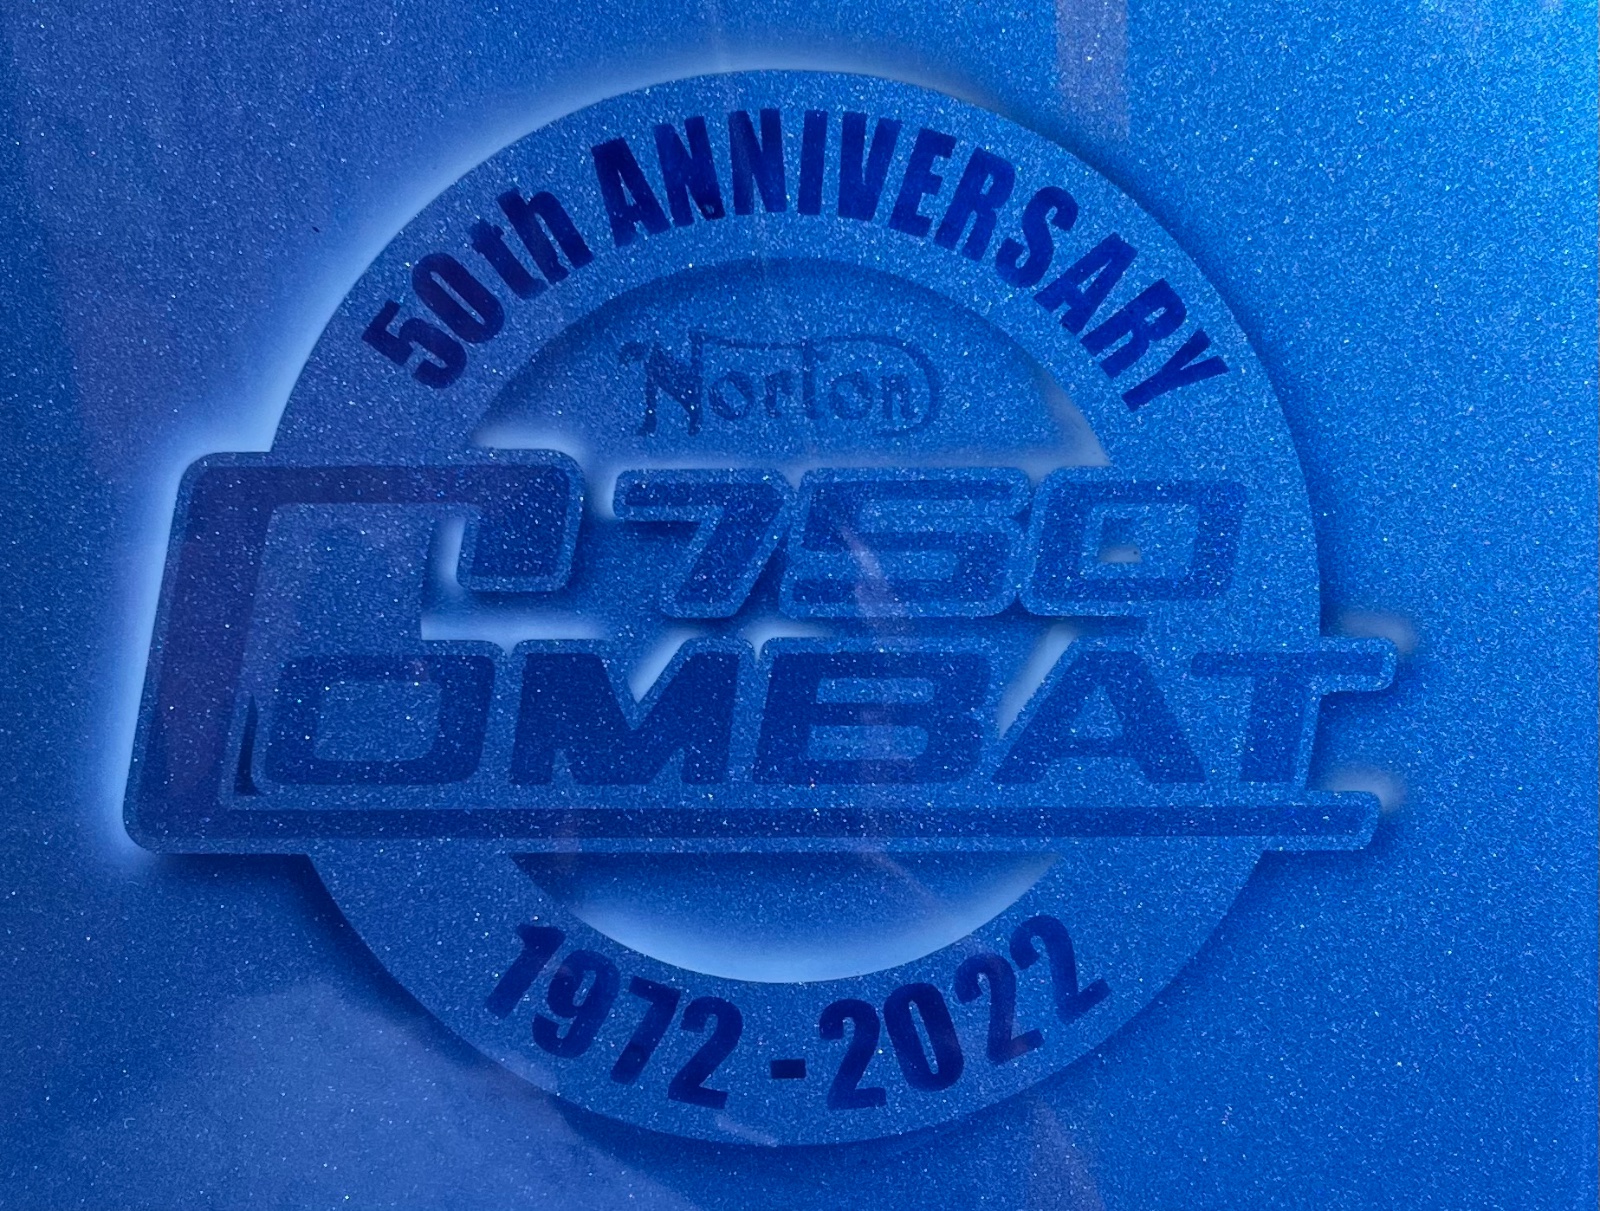 50th ANNIVERSARY
Norton
750
COMBAT
1972-2022